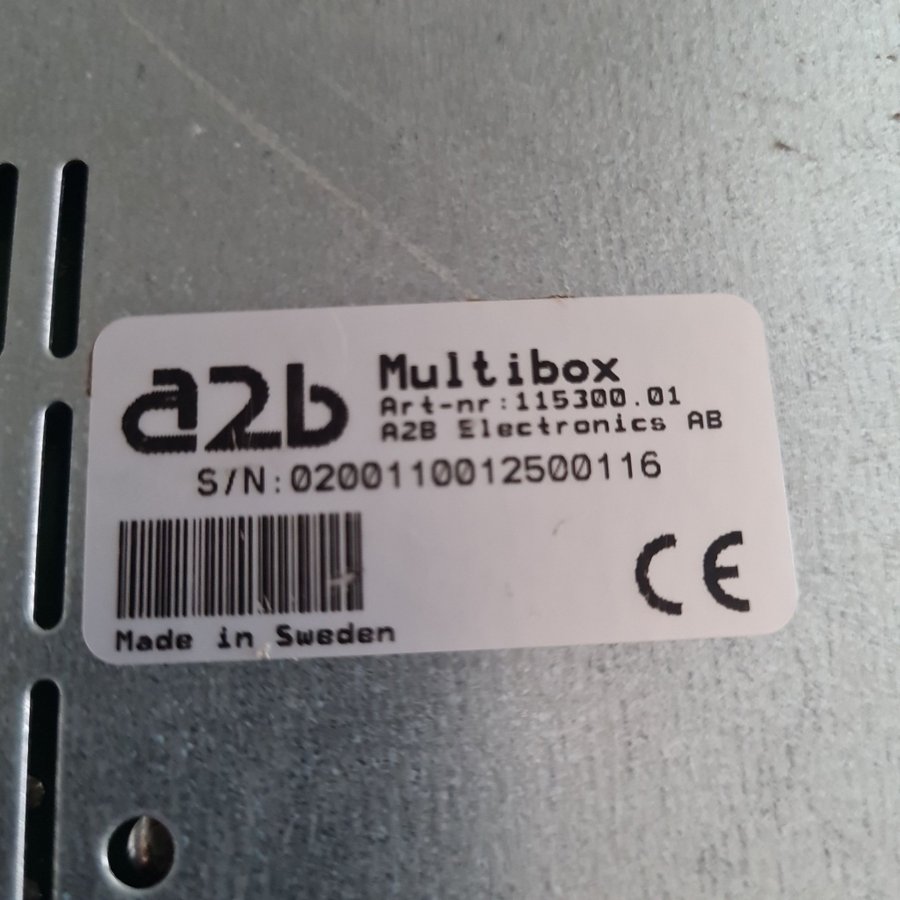 a2b
Multibox
Art-nr:115300.01
A2B Electronics AB
S/N:0200110012500116
CE
Made in Sweden